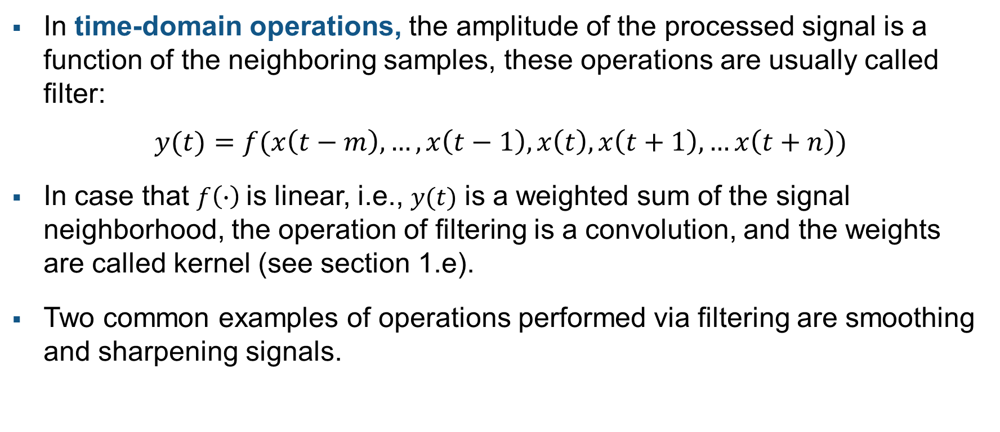 ▪ In time-domain operations, the amplitude of the processed signal is a
function of the neighboring samples, these operations are usually called
filter:
y(t) = f(x(t − m), … , x(t − 1), x(t), x(t + 1), … x(t + n))
▪ In case that f(·) is linear, i.e., y(t) is a weighted sum of the signal
neighborhood, the operation of filtering is a convolution, and the weights
are called kernel (see section 1.e).
▪ Two common examples of operations performed via filtering are smoothing
and sharpening signals.